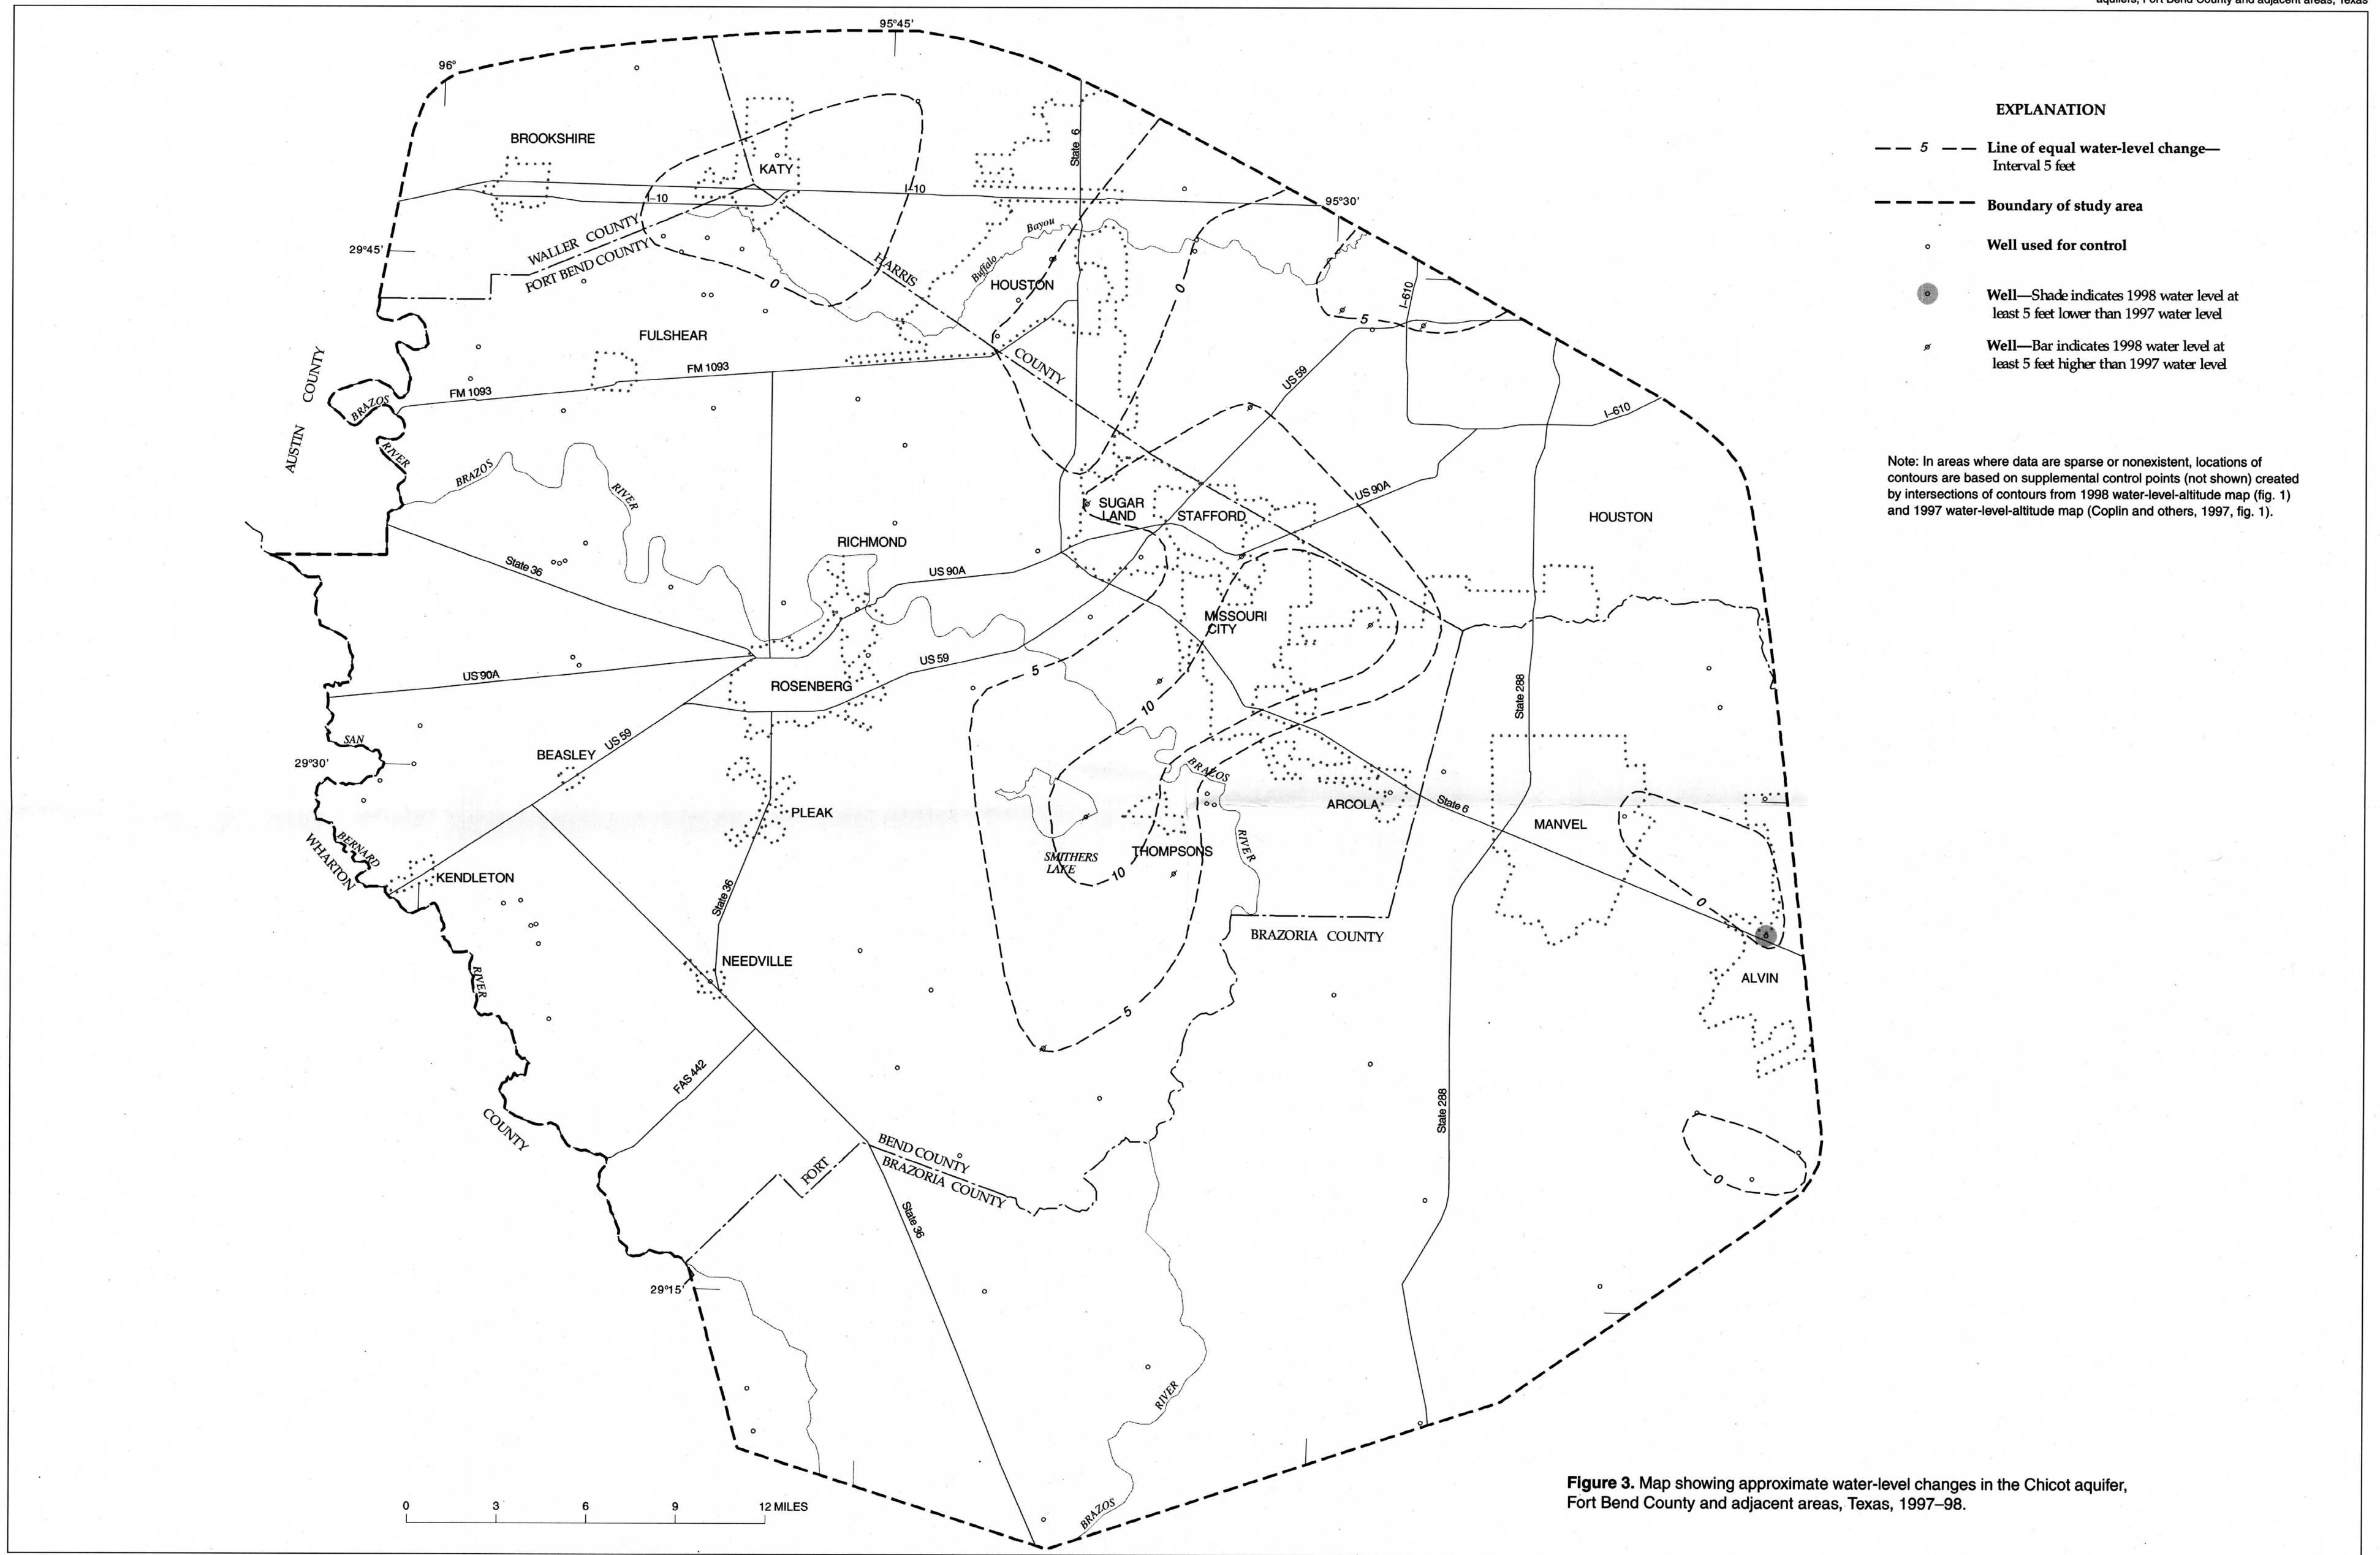 aquifers, Fort Bend County and adjacent areas, Texas
95°45'
96°
BROOKSHIRE
State 6
KATY
I–10
I–10
95°30'
WALLER COUNTY
FORT BEND COUNTY
29°45'
Bayou
Buffalo
HARRIS
HOUSTON
0
0
I–610
5
FULSHEAR
COUNTY
FM 1093
FM 1093
US 59
AUSTIN COUNTY
BRAZOS
RIVER
I–610
BRAZOS
RIVER
US 90A
SUGAR
LAND
STAFFORD
HOUSTON
RICHMOND
State 36
US 90A
MISSOURI
CITY
US 90A
US 59
5
ROSENBERG
State 288
10
SAN
US 59
BEASLEY
29°30'
BRAZOS
PLEAK
ARCOLA
State 6
MANVEL
BERNARD
WHARTON
RIVER
SMITHERS
LAKE
THOMPSONS
10
KENDLETON
State 36
0
BRAZORIA COUNTY
NEEDVILLE
RIVER
ALVIN
5
FAS 442
State 288
COUNTY
BEND COUNTY
FORT
BRAZORIA COUNTY
0
State 36
29°15'
RIVER
BRAZOS
0 3 6 9 12 MILES
EXPLANATION
5 Line of equal water-level change—
Interval 5 feet
Boundary of study area
Well used for control
Well—Shade indicates 1998 water level at
least 5 feet lower than 1997 water level
Well—Bar indicates 1998 water level at
least 5 feet higher than 1997 water level
Note: In areas where data are sparse or nonexistent, locations of
contours are based on supplemental control points (not shown) created
by intersections of contours from 1998 water-level-altitude map (fig. 1)
and 1997 water-level-altitude map (Coplin and others, 1997, fig. 1).
Figure 3. Map showing approximate water-level changes in the Chicot aquifer,
Fort Bend County and adjacent areas, Texas, 1997–98.